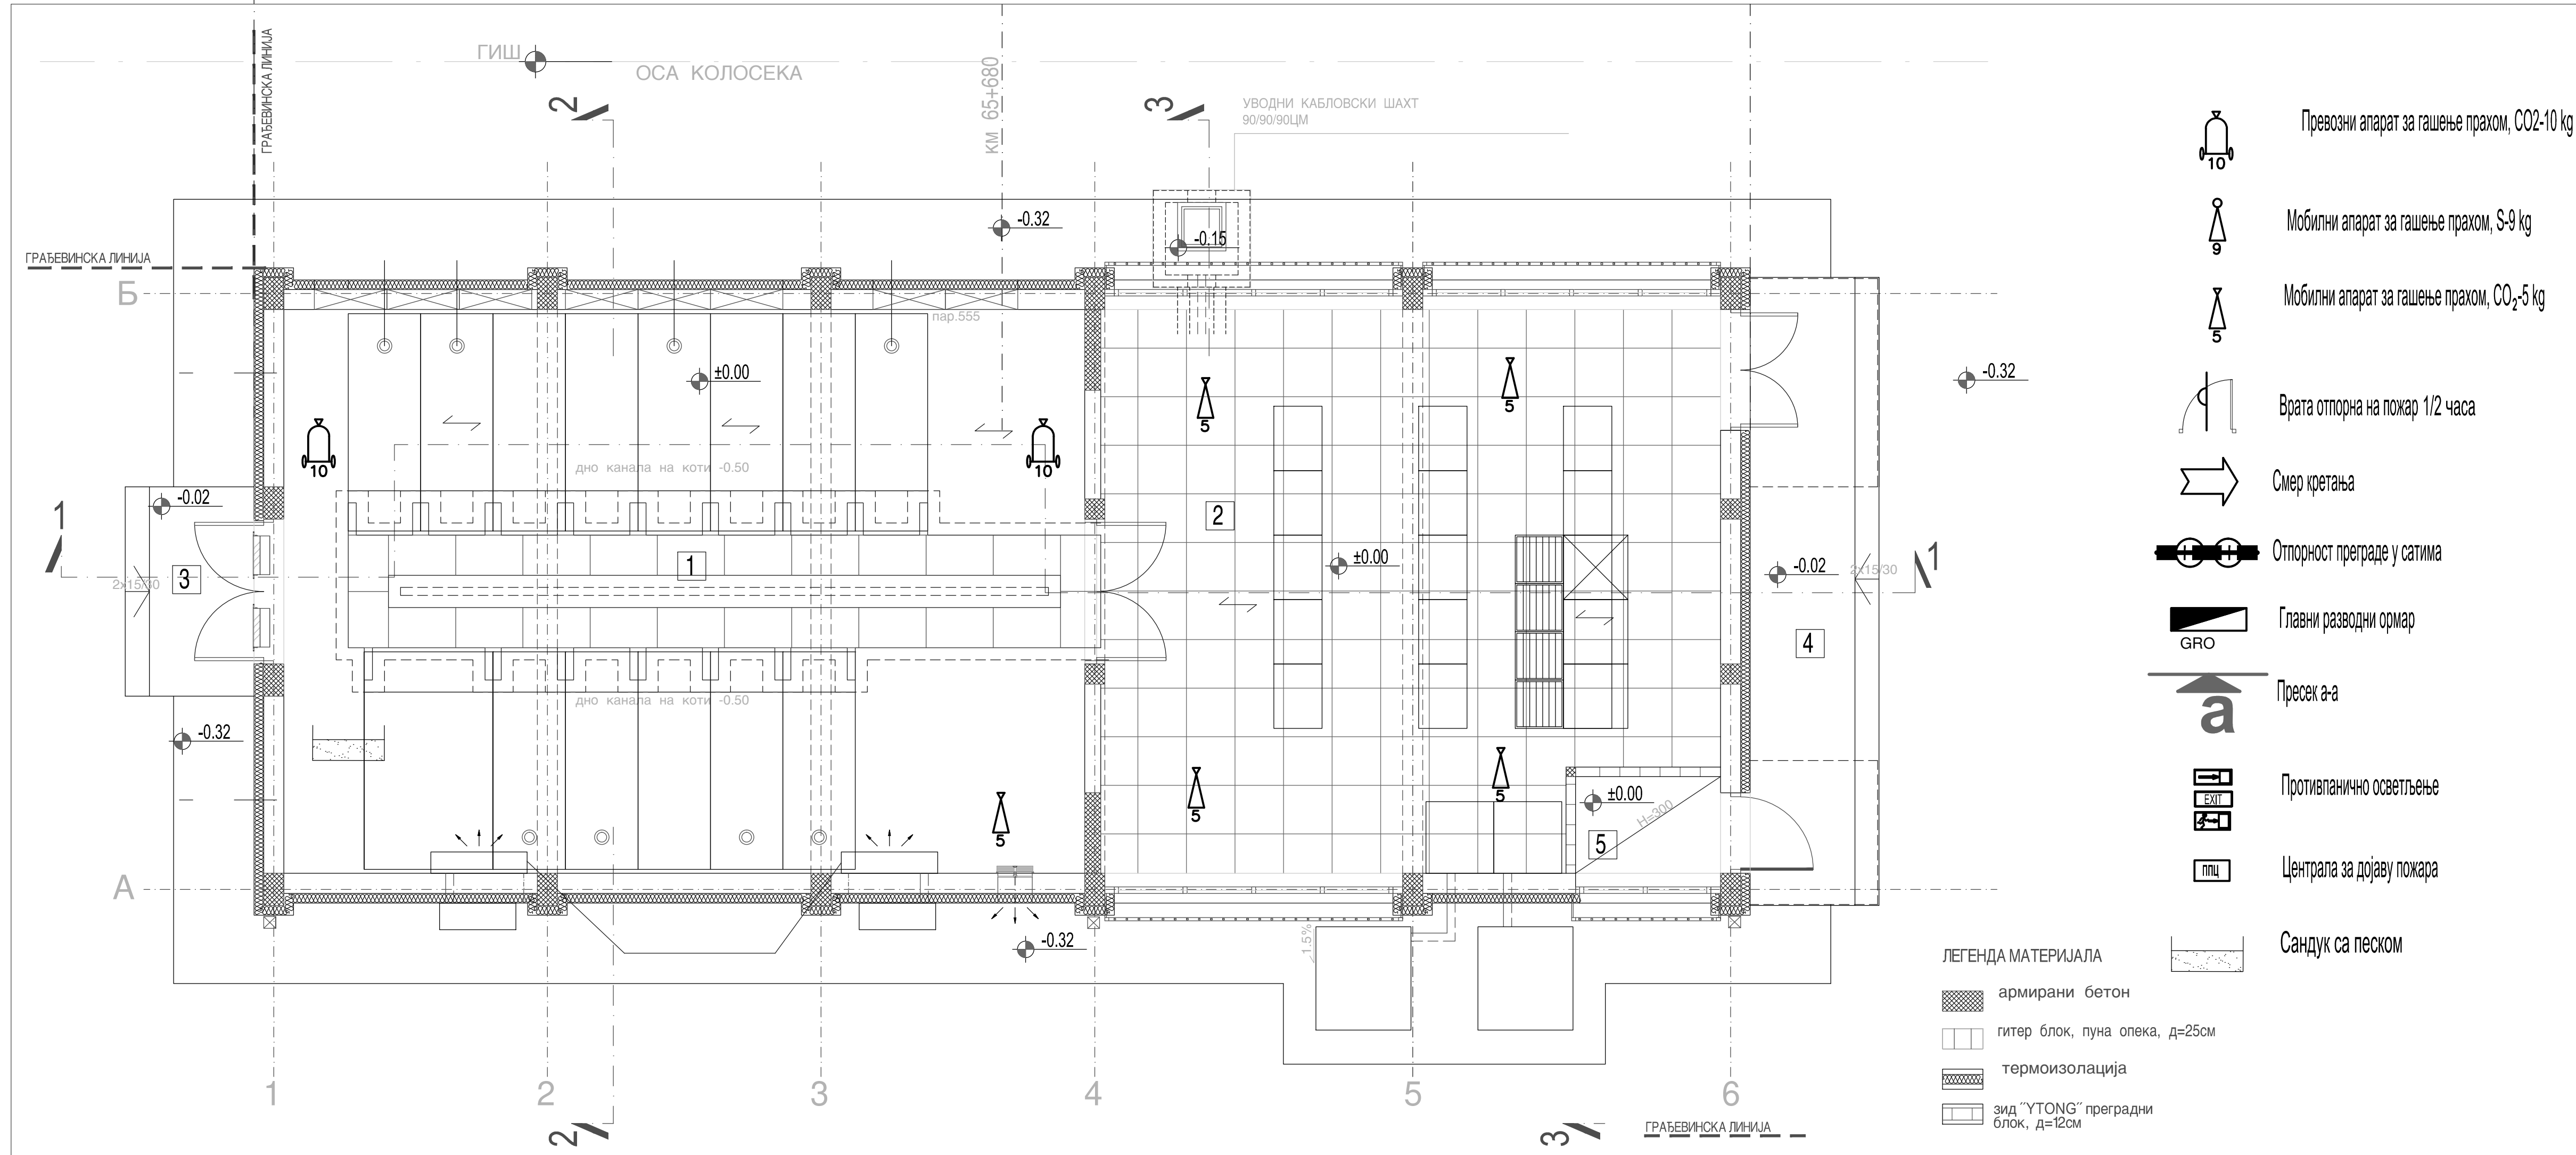 ГРАЂЕВИНСКА ЛИНИЈА
ГИШ
ОСА КОЛОСЕКА
км 65+680
2
3
УВОДНИ КАБЛОВСКИ ШАХТ
90/90/90ЦМ
-0.32
-0.15
ГРАЂЕВИНСКА ЛИНИЈА
Б
пар.555
±0.00
-0.32
5
5
10
10
дно канала на коти -0.50
-0.02
2
1
1
±0.00
1
-0.02
3
2x15/30
2x15/30
4
дно канала на коти -0.50
-0.32
5
5
5
±0.00
H=300
5
А
-0.32
1.5%
1
2
3
4
5
6
2
3
ГРАЂЕВИНСКА ЛИНИЈА
10
Превозни апарат за гашење прахом, CO2-10 kg
9
Мобилни апарат за гашење прахом, S-9 kg
5
Мобилни апарат за гашење прахом, CO₂-5 kg
Врата отпорна на пожар 1/2 часа
Смер кретања
Отпорност преграде у сатима
GRO
Главни разводни ормар
a
Пресек а-а
EXIT
Противпанично осветљење
ППЦ
Централа за дојаву пожара
Сандук са песком
ЛЕГЕНДА МАТЕРИЈАЛА
армирани бетон
гитер блок, пуна опека, д=25см
термоизолација
зид ˝YTONG˝ преградни
блок, д=12см